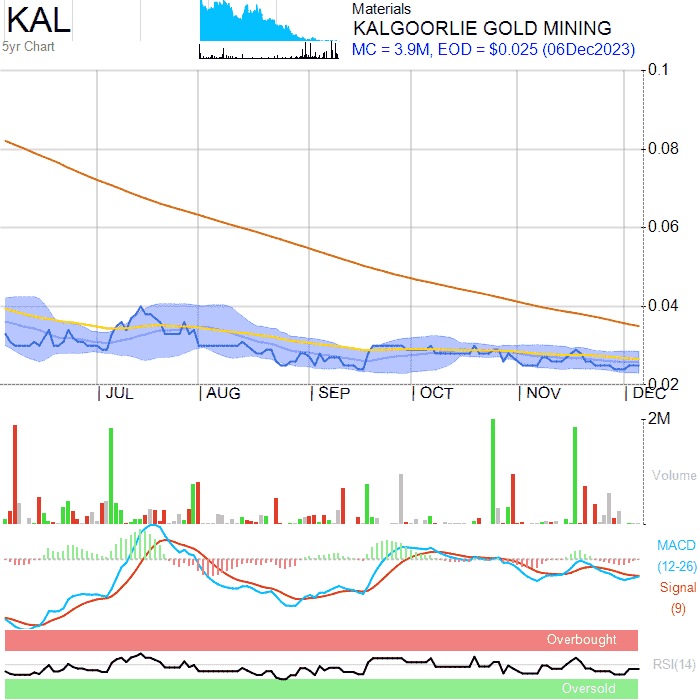 KAL
5yr Chart
Materials
KALGOORLIE GOLD MINING
MC = 3.9M, EOD = $0.025 (06Dec2023)
0.1
0.08
0.06
0.04
0.02
JUL AUG SEP OCT NOV DEC
2M
Volume
MACD
(12-26)
Signal
(9)
Overbought
RSI(14)
Oversold